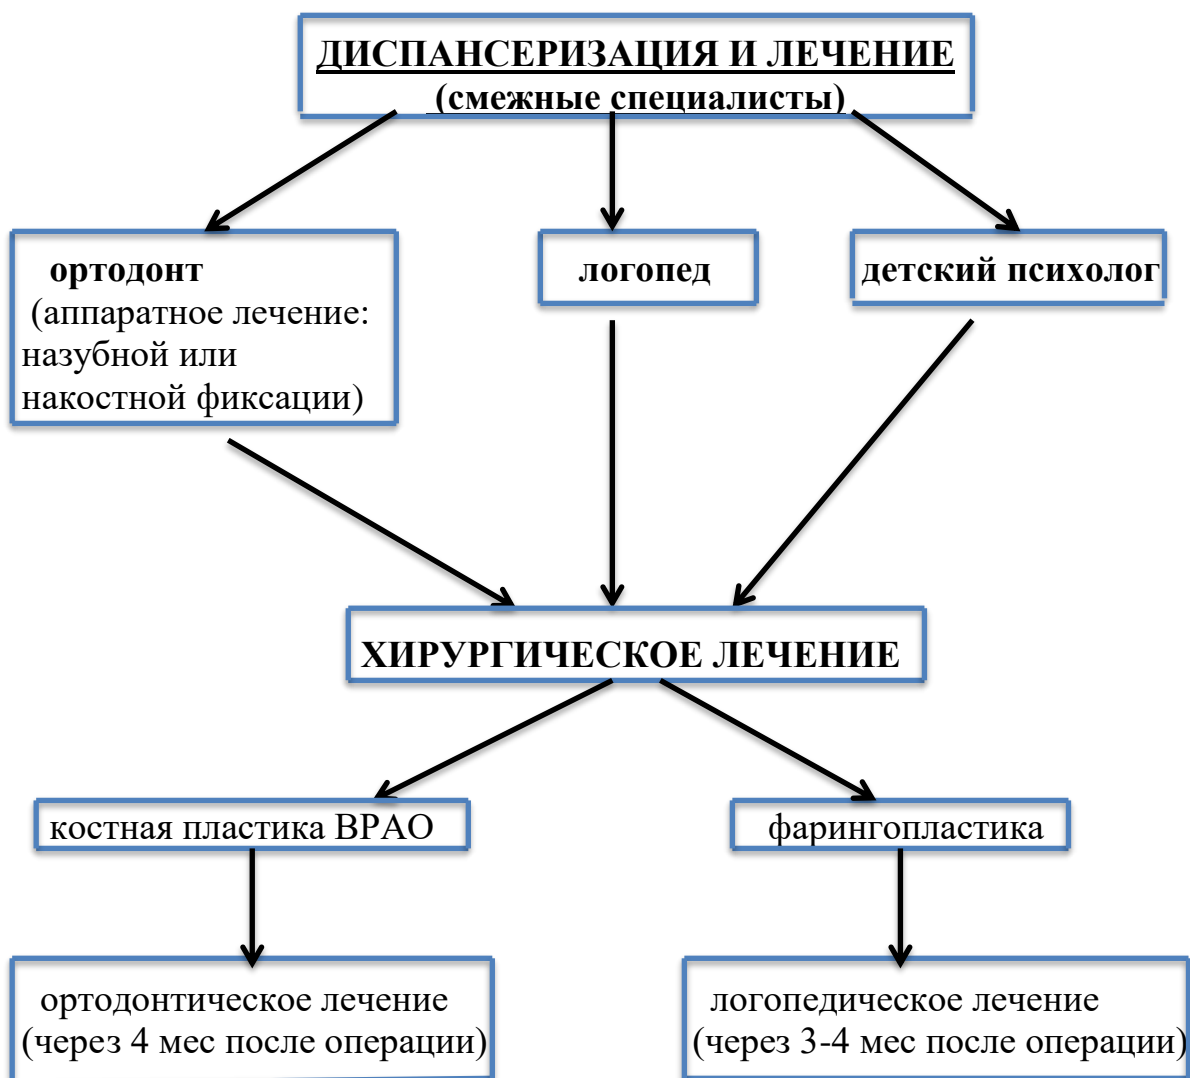 ДИСПАНСЕРИЗАЦИЯ И ЛЕЧЕНИЕ
(смежные специалисты)
ортодонт
(аппаратное лечение:
назубной или
накостной фиксации)
логопед
детский психолог
ХИРУРГИЧЕСКОЕ ЛЕЧЕНИЕ
костная пластика ВРАО
фарингопластика
ортодонтическое лечение
(через 4 мес после операции)
логопедическое лечение
(через 3-4 мес после операции)